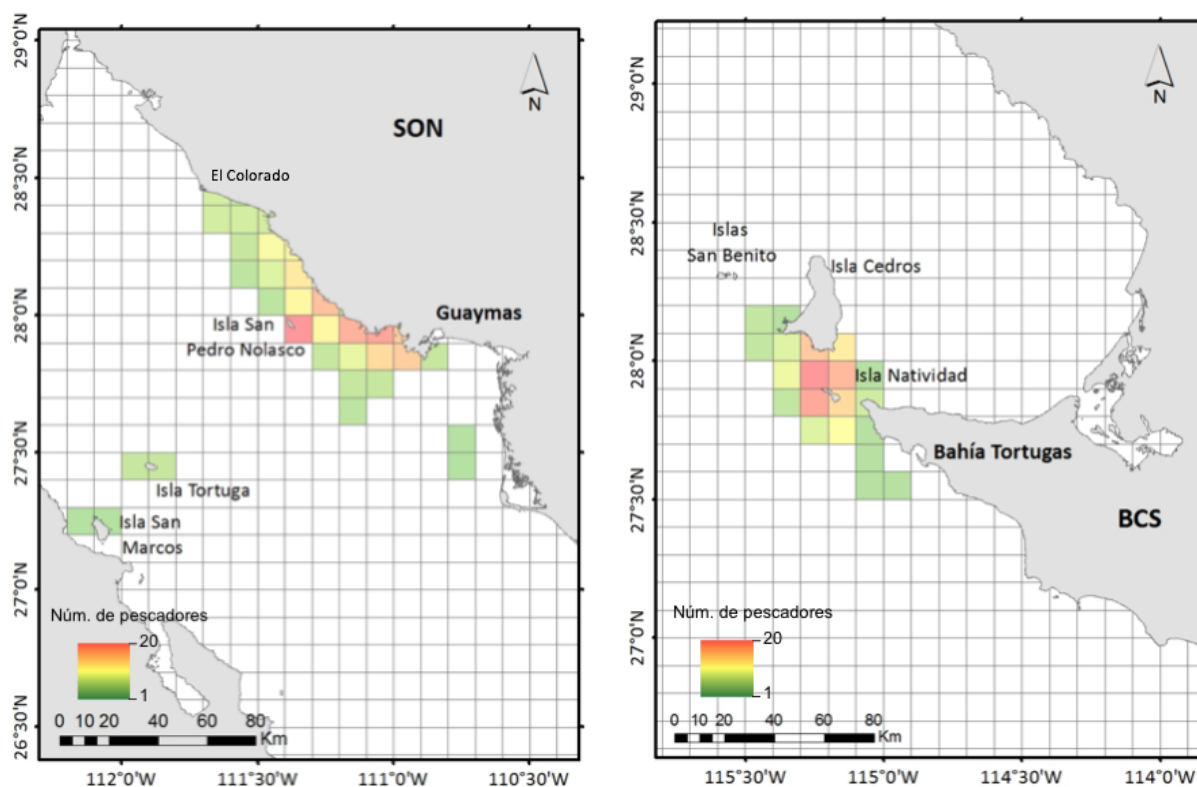 29°0'N
28°30'N
28°0'N
27°30'N
27°0'N
26°30'N
N
SON
El Colorado
Guaymas
Isla San
Pedro Nolasco
Isla Tortuga
Isla San
Marcos
Núm. de pescadores
20
1
0 10 20 40 60 80
Km
112°0'W 111°30'W 111°0'W 110°30'W
29°0'N
28°30'N
28°0'N
27°30'N
27°0'N
N
Islas
San Benito
Isla Cedros
Isla Natividad
Bahía Tortugas
BCS
Núm. de pescadores
20
1
0 10 20 40 60 80
Km
115°30'W 115°0'W 114°30'W 114°0'W